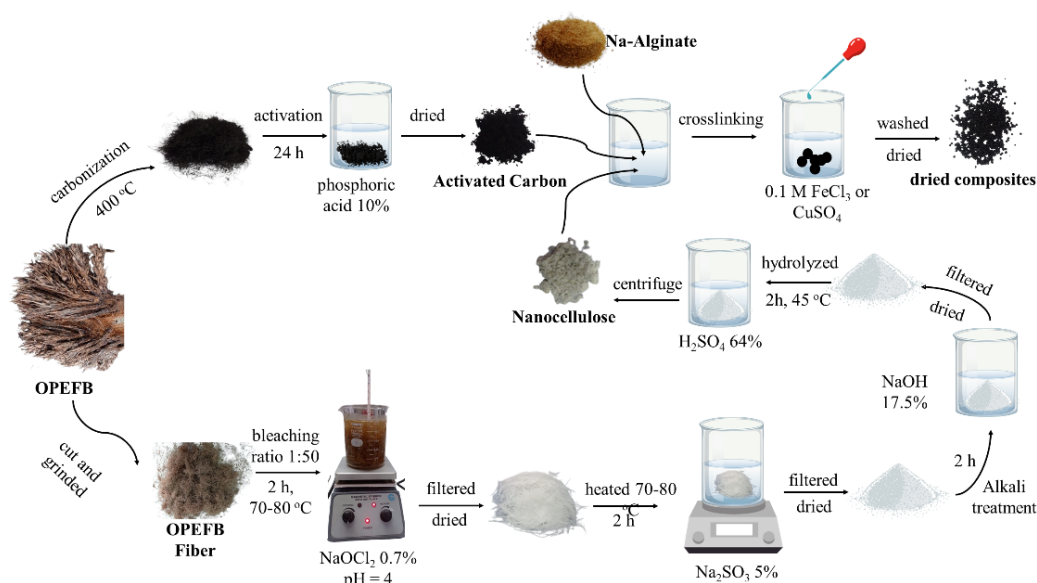 Na-Alginate
carbonization
400 °C
activation
24 h
phosphoric
acid 10%
dried
Activated Carbon
crosslinking
0.1 M FeCl3 or
CuSO4
washed
dried
dried composites
OPEFB
Nanocellulose
centrifuge
H2SO4 64%
hydrolyzed
2h, 45 °C
filtered
dried
NaOH
17.5%
cut and
grinded
OPEFB
Fiber
bleaching
ratio 1:50
2 h,
70-80 °C
NaOCl2 0.7%
pH = 4
filtered
dried
heated 70-80
°C
2 h
Na2SO3 5%
filtered
dried
2 h
Alkali
treatment